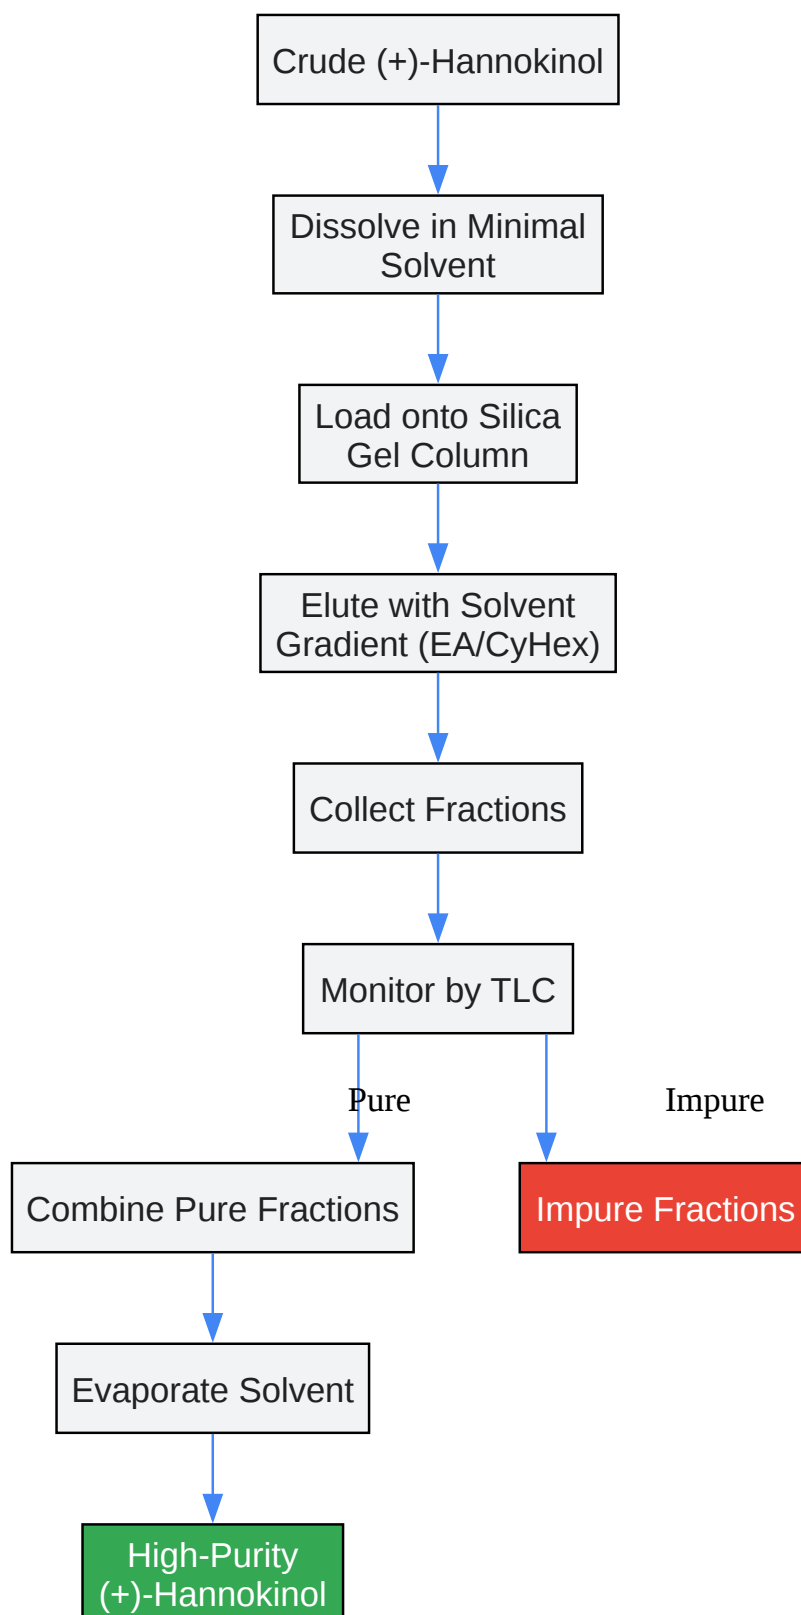 Crude (+)-Hannokinol
Dissolve in Minimal
Solvent
Load onto Silica
Gel Column
Elute with Solvent
Gradient (EA/CyHex)
Collect Fractions
Monitor by TLC
Pure
Impure
Combine Pure Fractions
Impure Fractions
Evaporate Solvent
High-Purity
(+)-Hannokinol